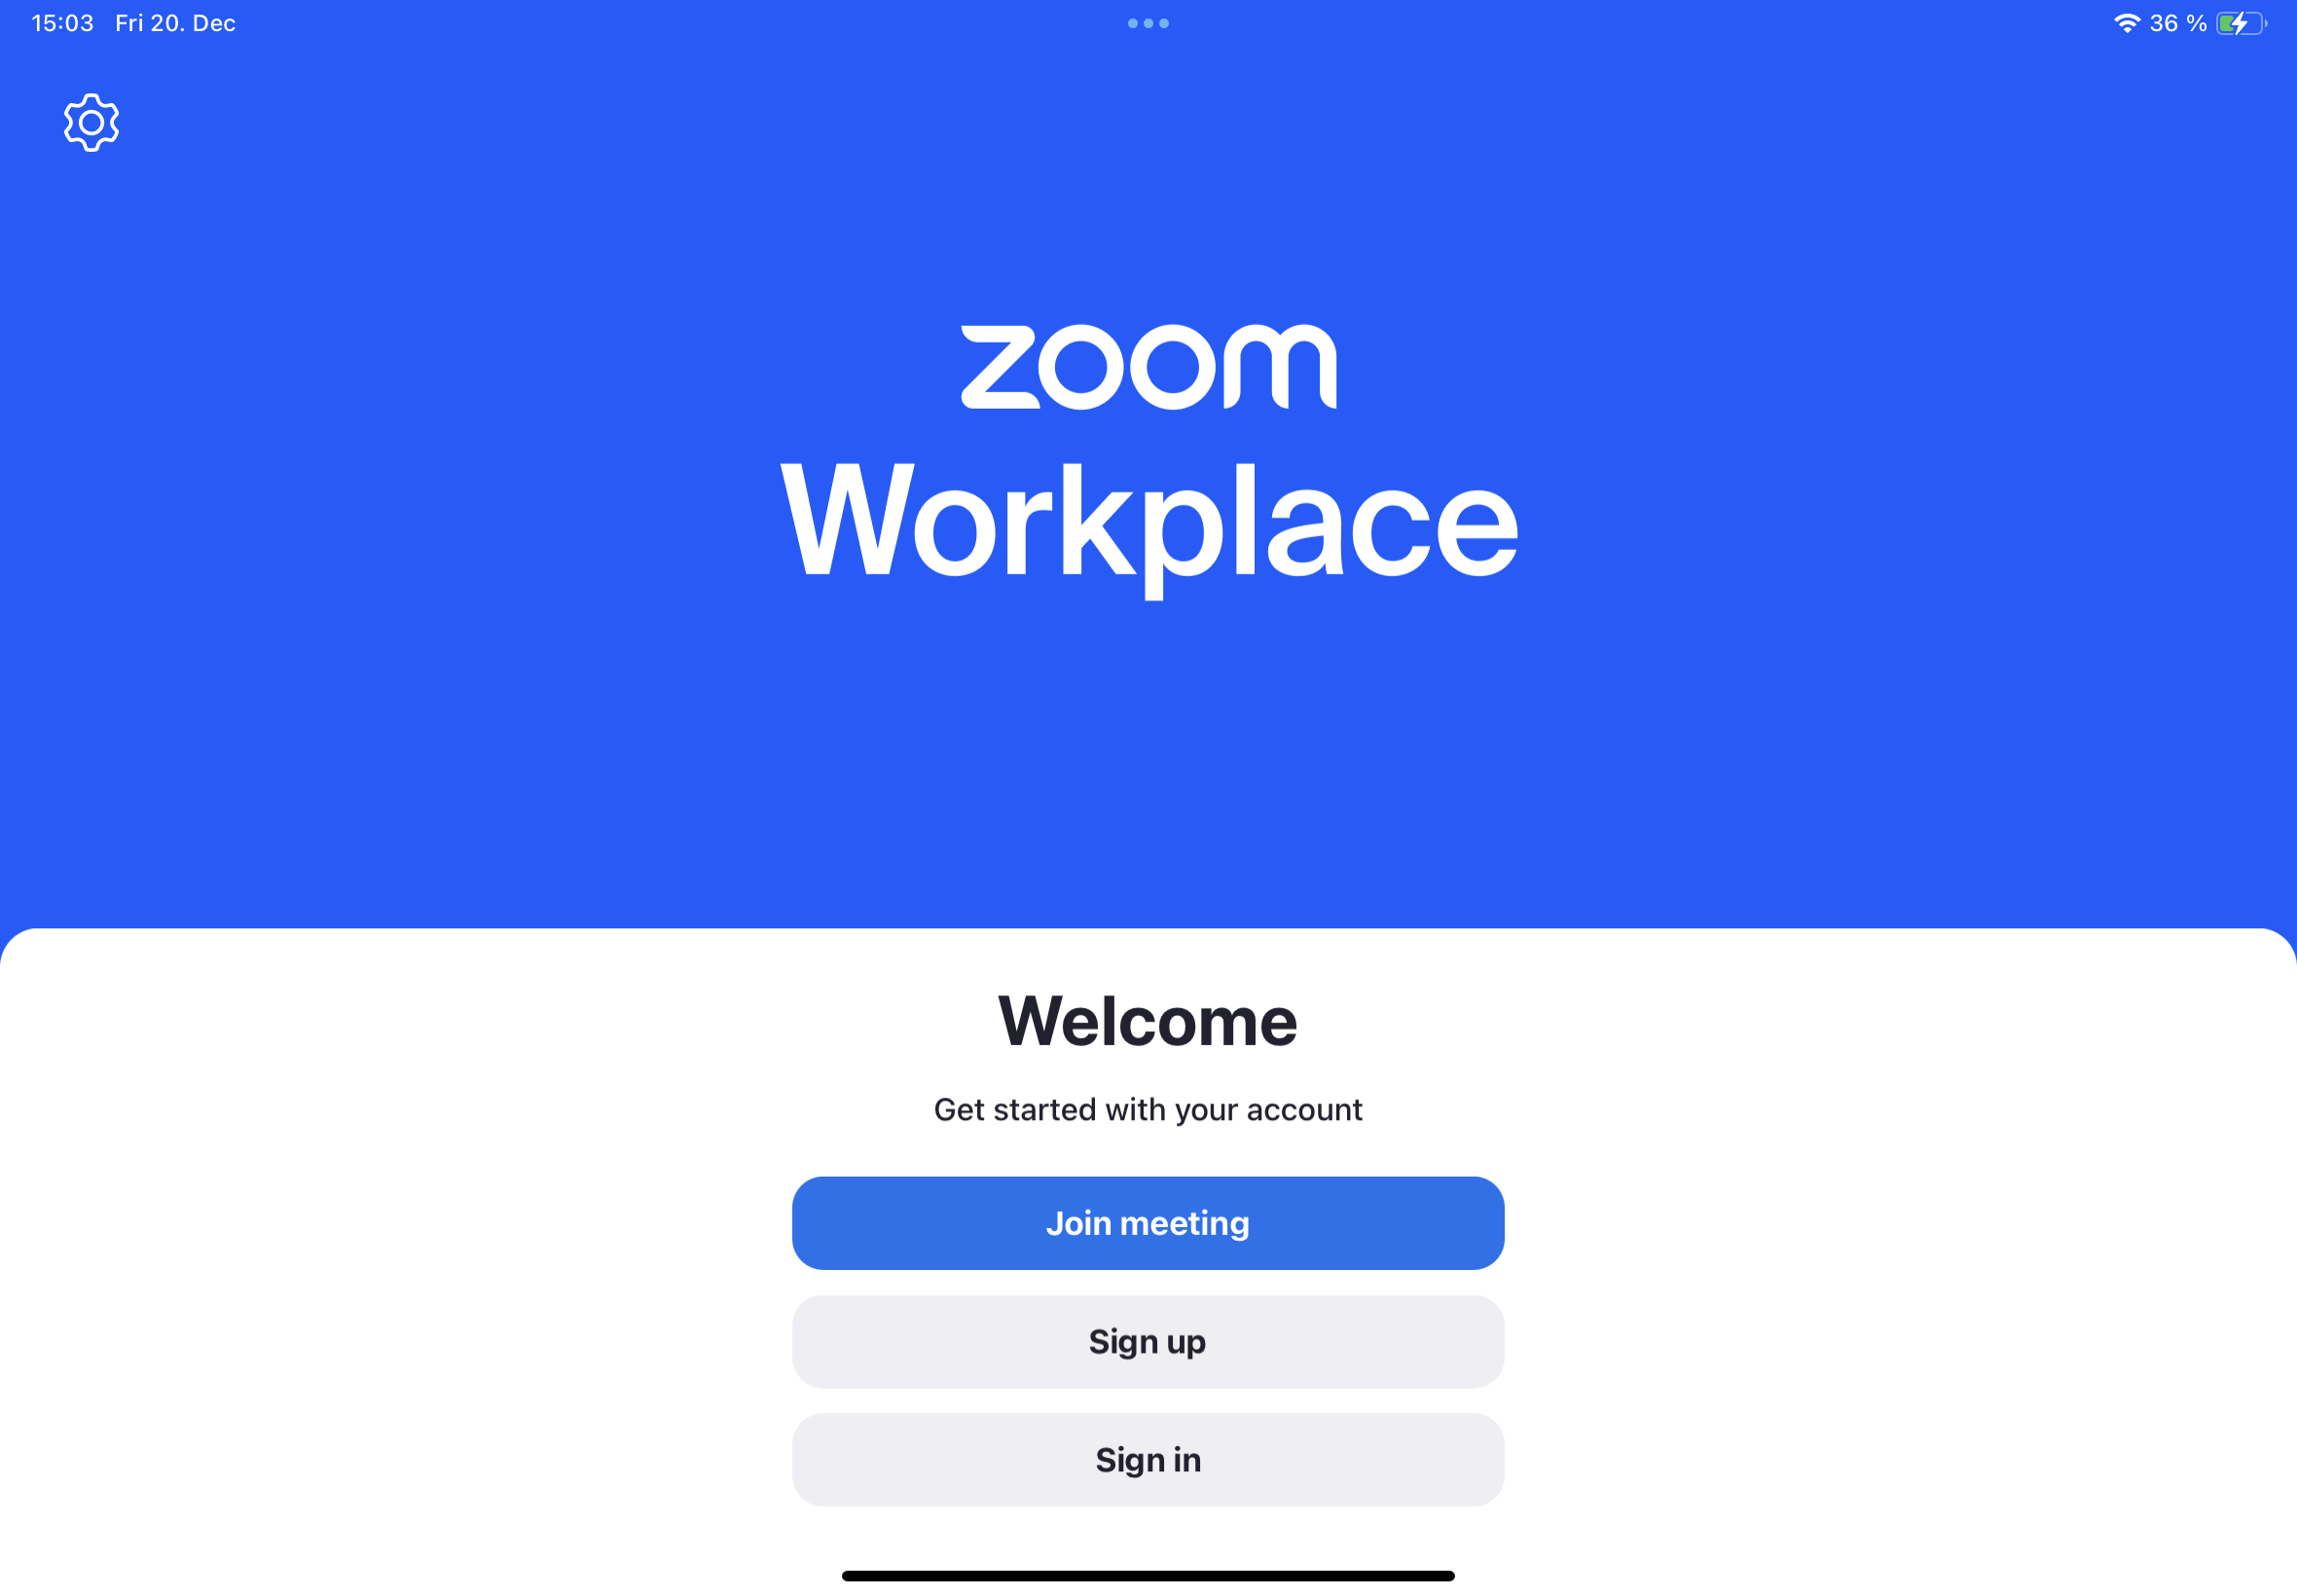 15:03 Fri 20. Dec
36 %
zoom
Workplace
Welcome
Get started with your account
Join meeting
Sign up
Sign in